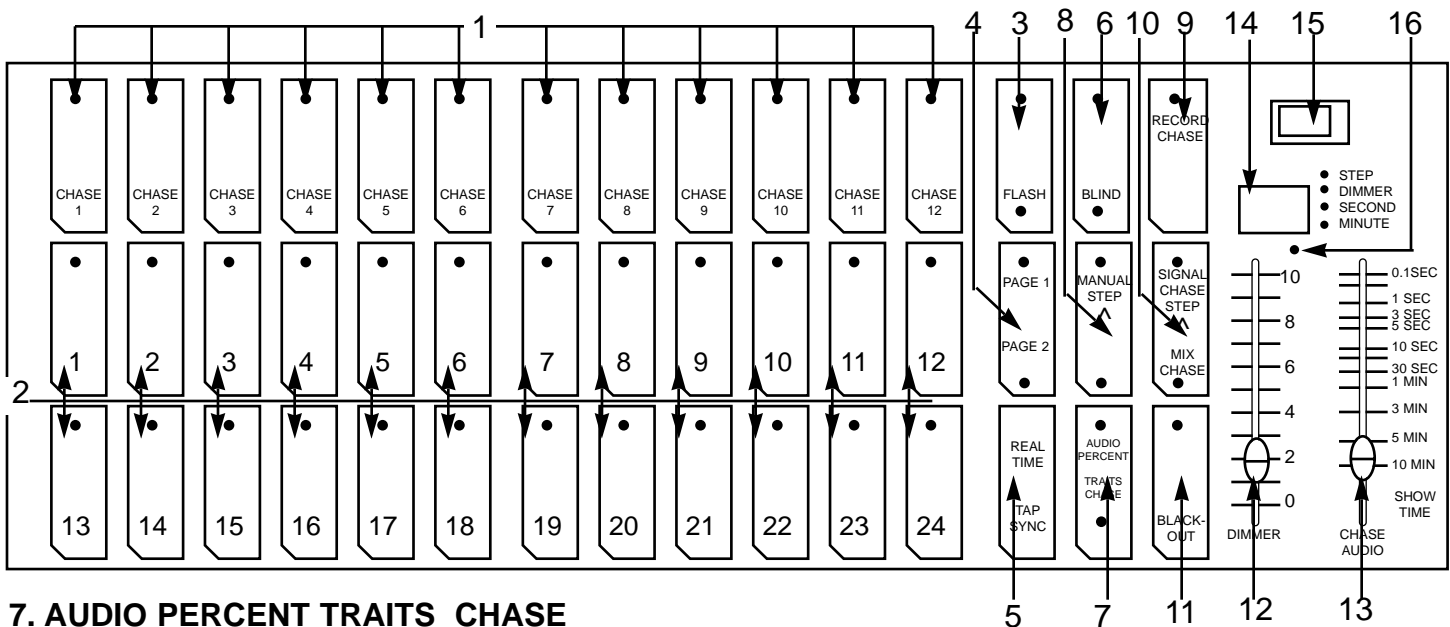 1 4 3 8 6 10 9 14 15 16
CHASE 1
CHASE 2
CHASE 3
CHASE 4
CHASE 5
CHASE 6
CHASE 7
CHASE 8
CHASE 9
CHASE 10
CHASE 11
CHASE 12
FLASH
BLIND
RECORD
CHASE
STEP
DIMMER
SECOND
MINUTE
1 2 3 4 5 6 7 8 9 10 11 12
PAGE 1
PAGE 2
MANUAL
STEP
^
SIGNAL
CHASE
STEP
^
MIX
CHASE
2
13 14 15 16 17 18 19 20 21 22 23 24
REAL
TIME
TAP
SYNC
AUDIO
PERCENT
TRAITS
CHASE
BLACK-
OUT
10
8
6
4
2
0
DIMMER
0.1SEC
1 SEC
3 SEC
5 SEC
10 SEC
30 SEC
1 MIN
3 MIN
5 MIN
10 MIN
SHOW
TIME
CHASE
AUDIO
5 7 11 12 13
7. AUDIO PERCENT TRAITS CHASE